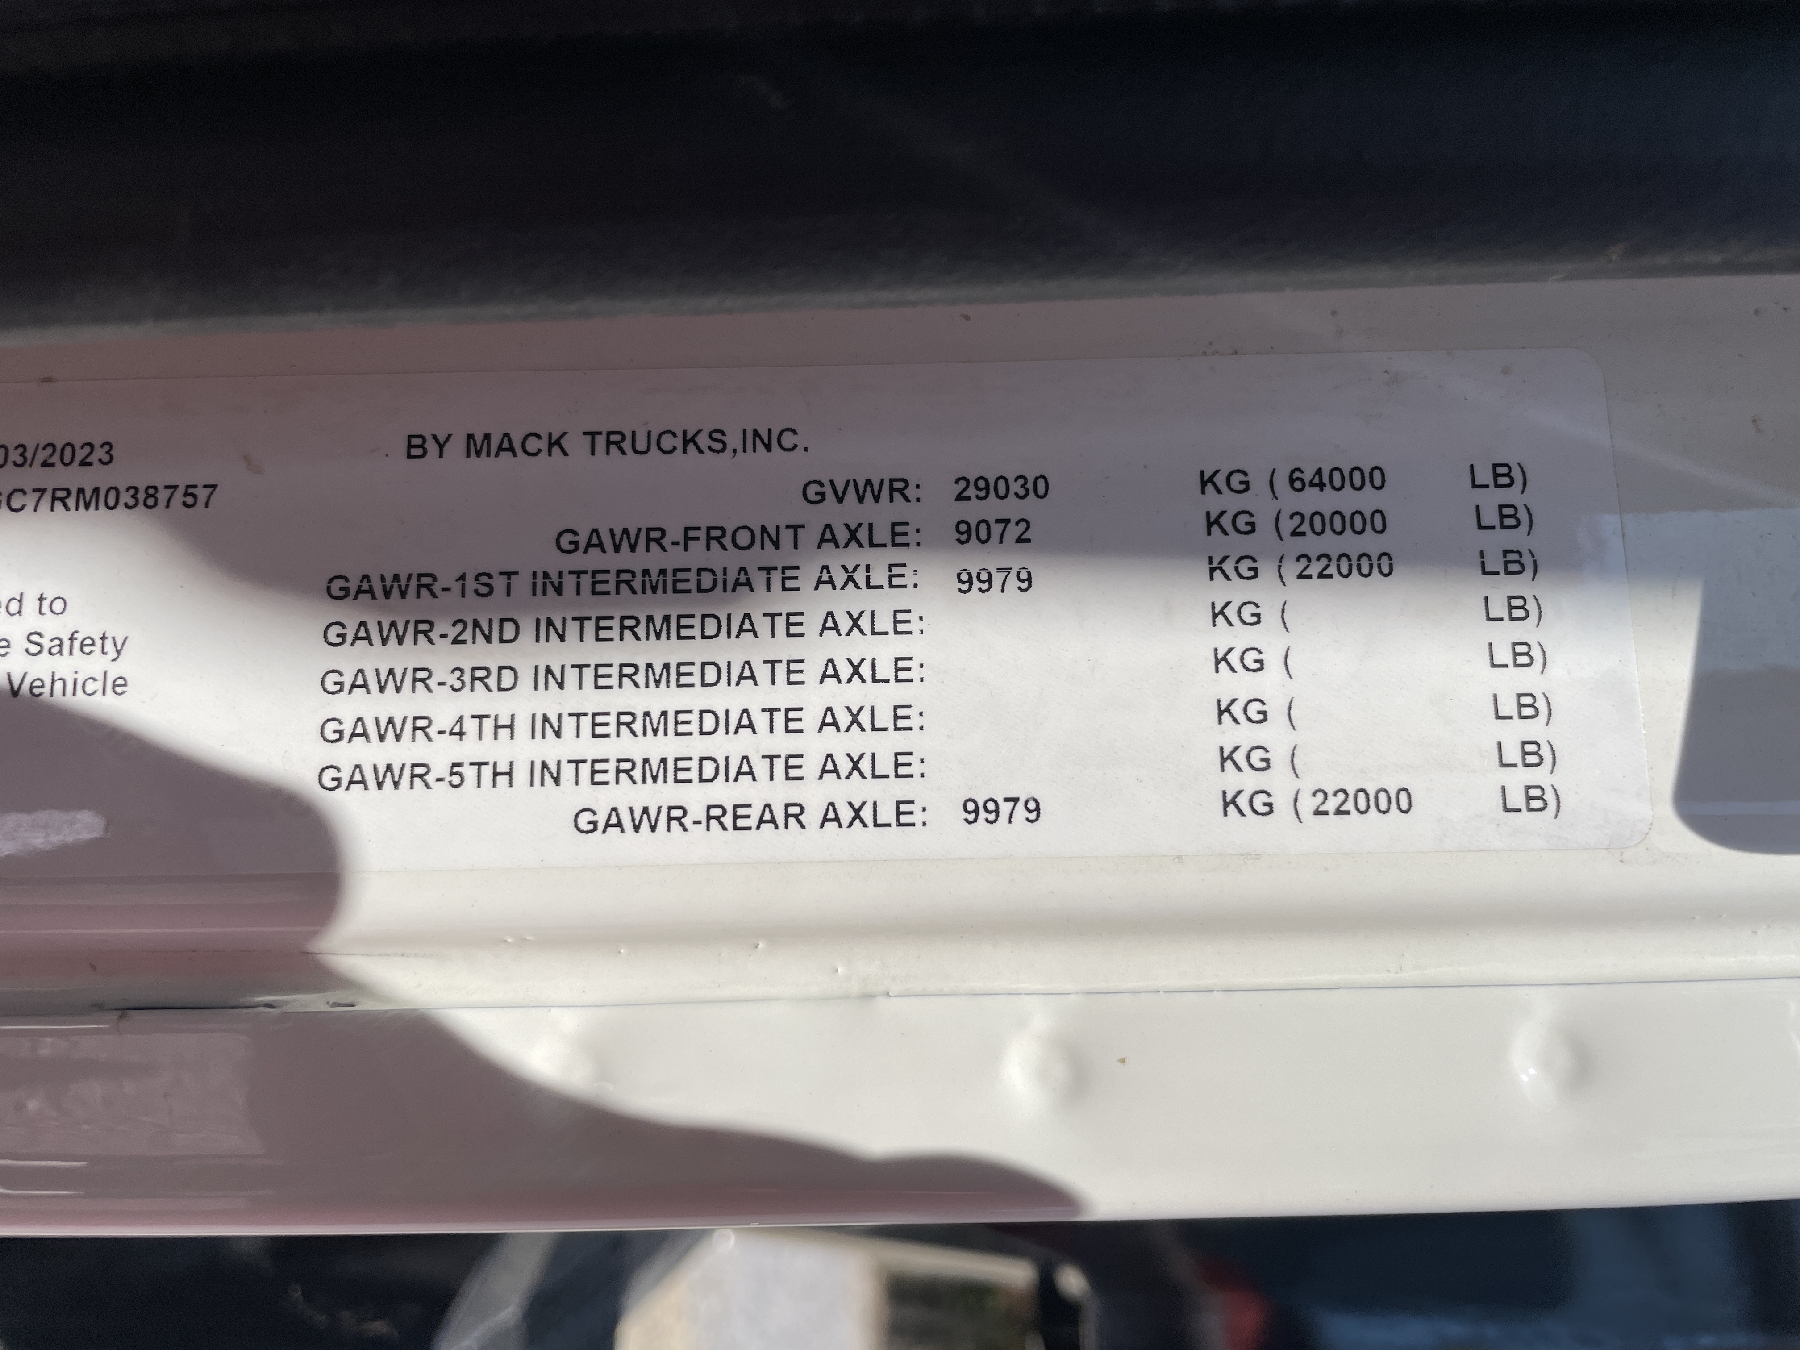 03/2023 BY MACK TRUCKS,INC.
GVWR: 29030 KG (64000 LB)
C7RM038757
GAWR-FRONT AXLE: 9072 KG (20000 LB)
GAWR-1ST INTERMEDIATE AXLE: 9979 KG (22000 LB)
ed to
GAWR-2ND INTERMEDIATE AXLE: KG ( LB)
e Safety
GAWR-3RD INTERMEDIATE AXLE: KG ( LB)
Vehicle
GAWR-4TH INTERMEDIATE AXLE: KG ( LB)
GAWR-5TH INTERMEDIATE AXLE: KG ( LB)
GAWR-REAR AXLE: 9979 KG (22000 LB)